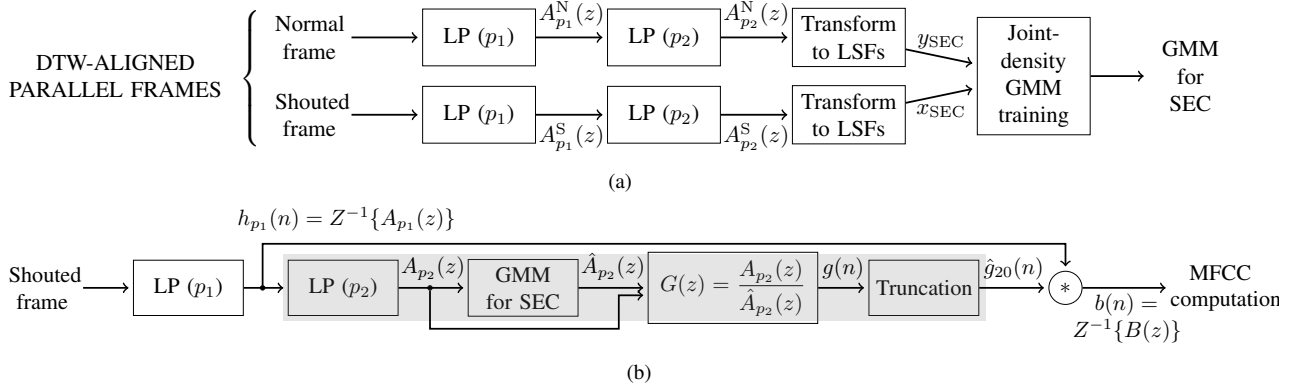 Normal frame
LP (p₁)
A^N_{p₁}(z)
LP (p₂)
A^N_{p₂}(z)
Transform to LSFs
y_SEC
DTW-ALIGNED
PARALLEL FRAMES
Joint-
density
GMM
training
GMM
for
SEC
Shouted frame
LP (p₁)
A^S_{p₁}(z)
LP (p₂)
A^S_{p₂}(z)
Transform to LSFs
x_SEC
(a)
h_{p₁}(n) = Z^{-1}{A_{p₁}(z)}
Shouted
frame
LP (p₁)
LP (p₂)
A_{p₂}(z)
GMM
for SEC
Â_{p₂}(z)
G(z) = A_{p₂}(z) / Â_{p₂}(z)
g(n)
Truncation
ĝ₂₀(n)
*
b(n) =
Z^{-1}{B(z)}
MFCC
computation
(b)